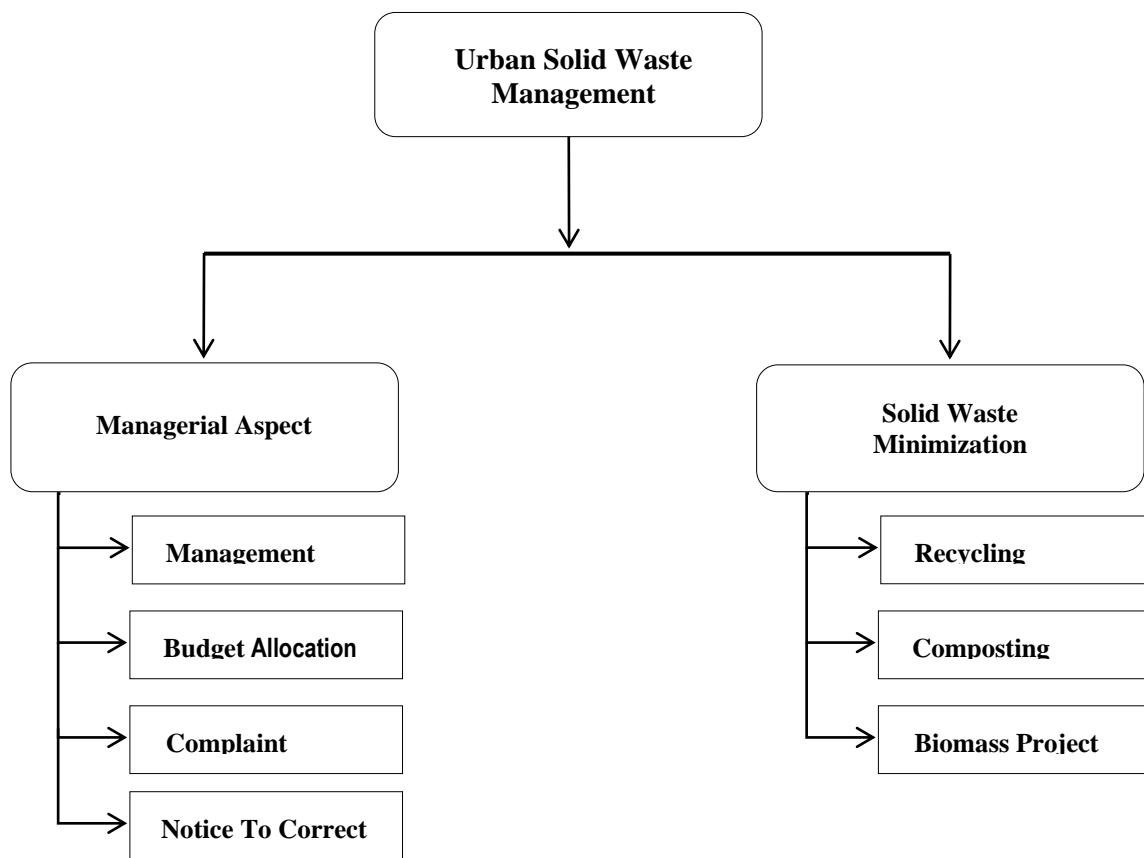 Urban Solid Waste
Management
Managerial Aspect
Management
Budget Allocation
Complaint
Notice To Correct
Solid Waste
Minimization
Recycling
Composting
Biomass Project